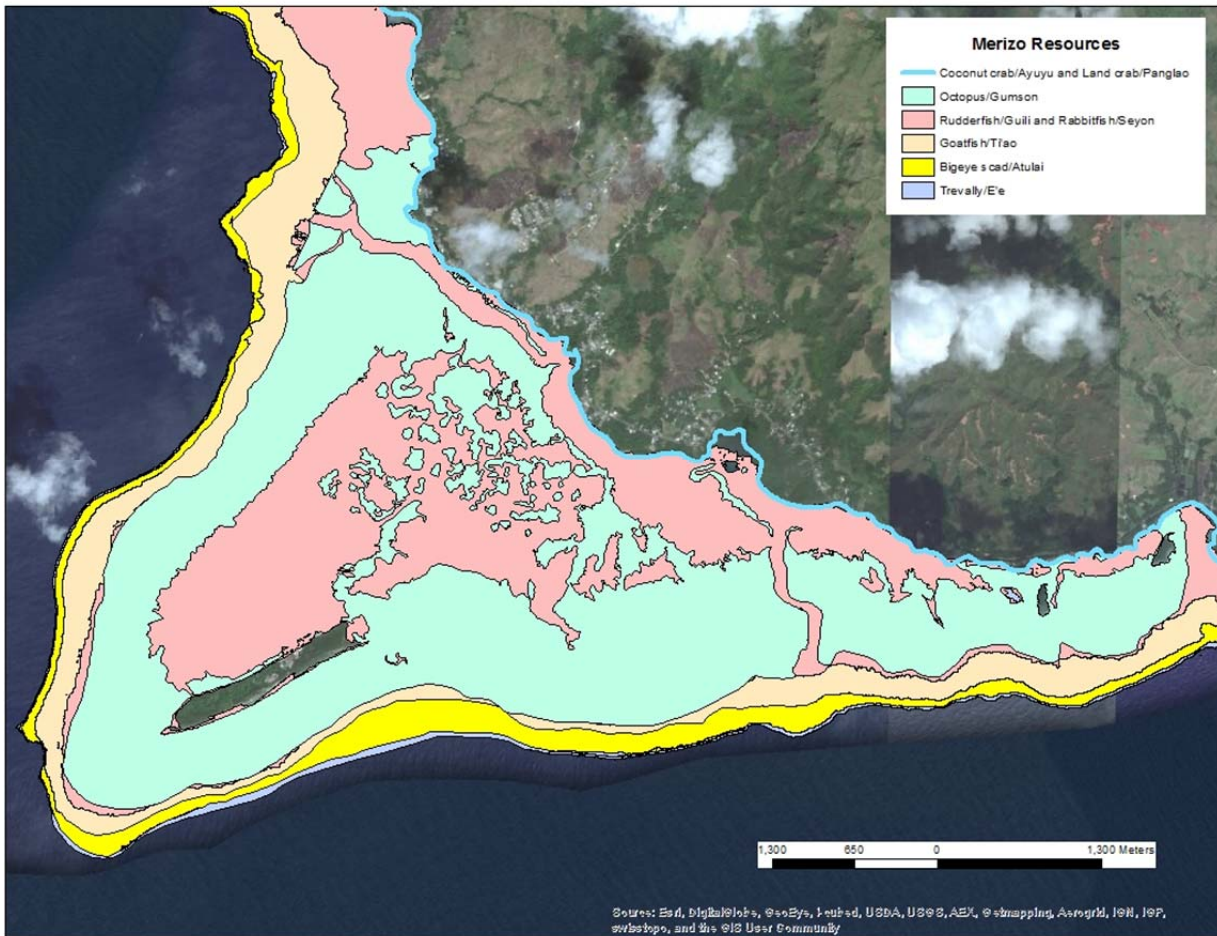 Merizo Resources
Coconut crab/Ayuyu and Land crab/Panglao
Octopus/Gumson
Rudderfish/Guili and Rabbitfish/Seyon
Goatfish/Ti'ao
Bigeye scad/Atulai
Trevally/E'e
1,300 650 0 1,300 Meters
Source: Esri, DigitalGlobe, GeoEye, i-cubed, USDA, USGS, AEX, Getmapping, Aerogrid, IGN, IGP,
swisstopo, and the GIS User Community